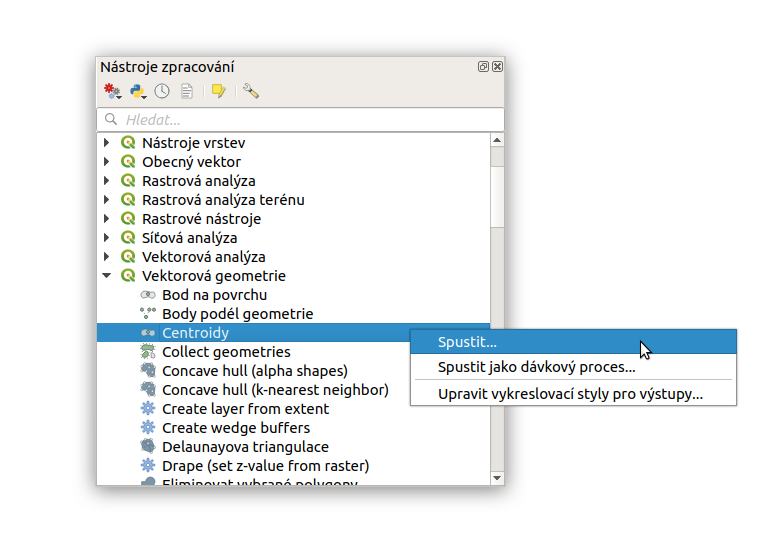 Nástroje zpracování
Hledat...
Nástroje vrstev
Obecný vektor
Rastrová analýza
Rastrová analýza terénu
Rastrové nástroje
Síťová analýza
Vektorová analýza
Vektorová geometrie
Bod na povrchu
Body podél geometrie
Centroidy
Spustit...
Collect geometries
Spustit jako dávkový proces...
Concave hull (alpha shapes)
Concave hull (k-nearest neighbor)
Upravit vykreslovací styly pro výstupy...
Create layer from extent
Create wedge buffers
Delaunayova triangulace
Drape (set z-value from raster)
Eliminovat vybrané polygony